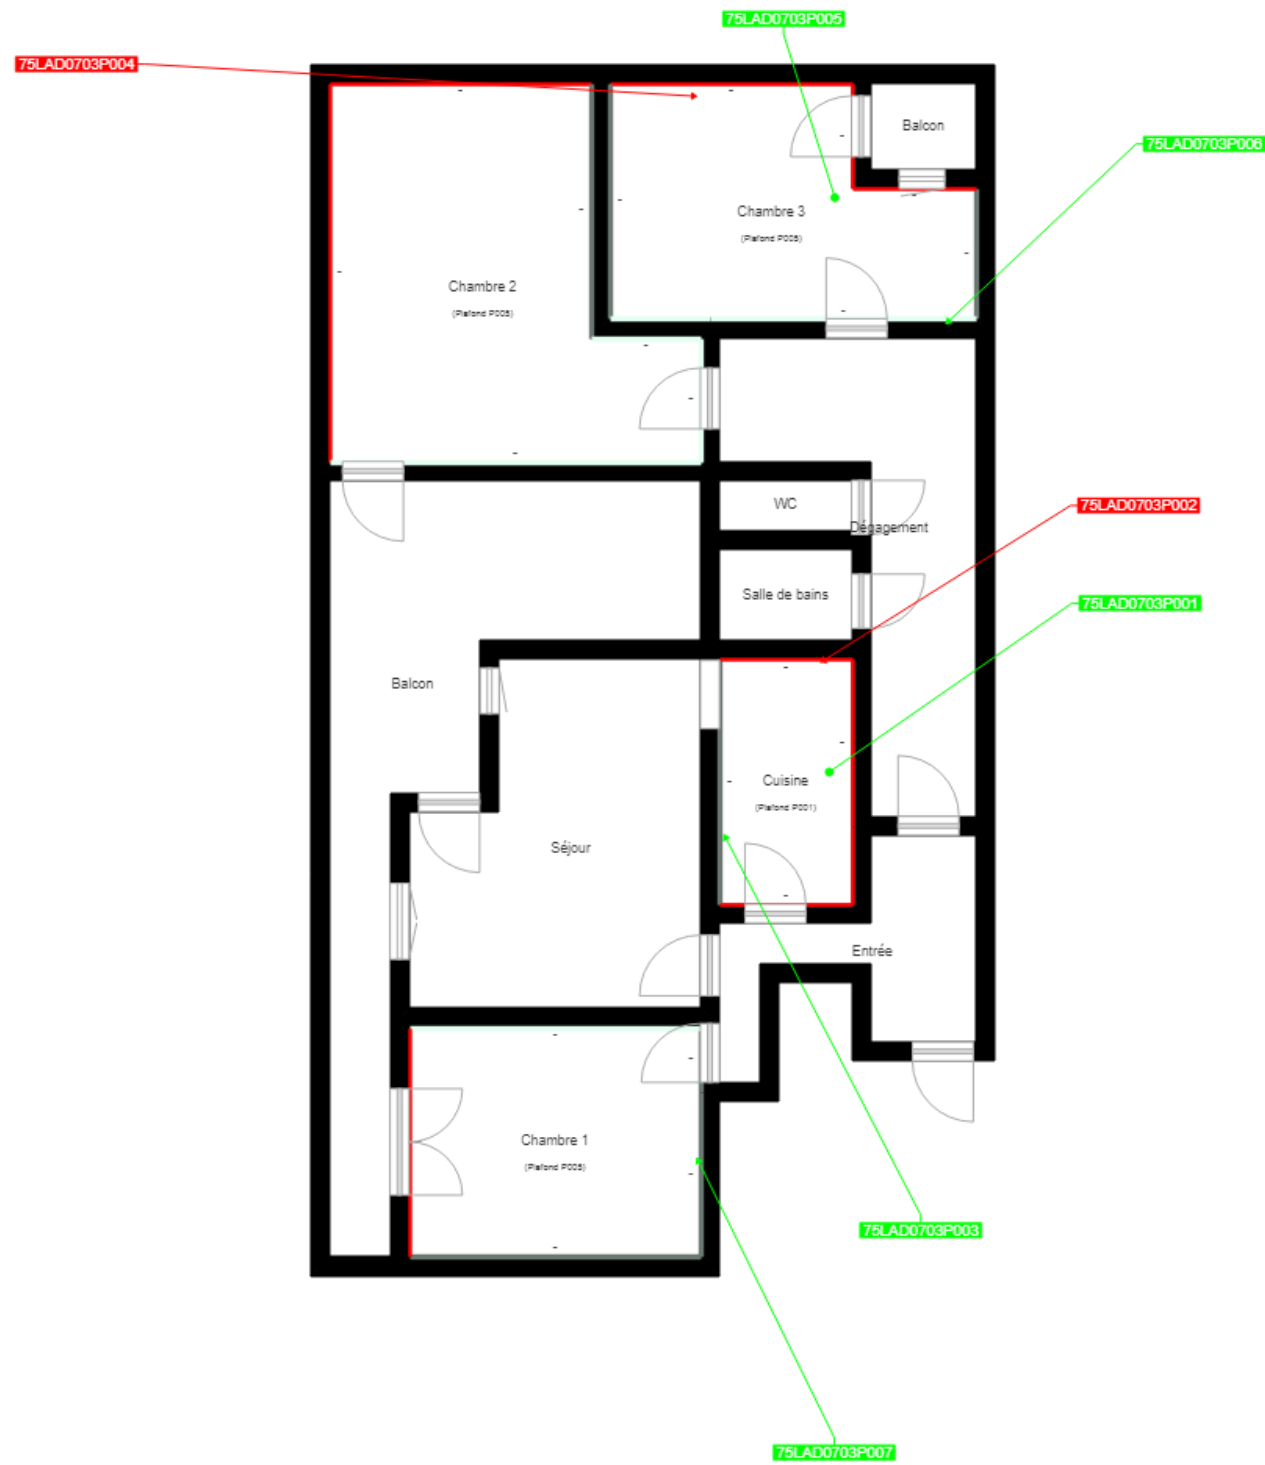 75LAD0703P005
75LAD0703P004
Balcon
75LAD0703P006
Chambre 3
(Plafond P005)
Chambre 2
(Plafond P005)
WC
75LAD0703P002
Dégagement
Salle de bains
75LAD0703P001
Balcon
Cuisine
(Plafond P001)
Séjour
Entrée
Chambre 1
(Plafond P005)
75LAD0703P003
75LAD0703P007